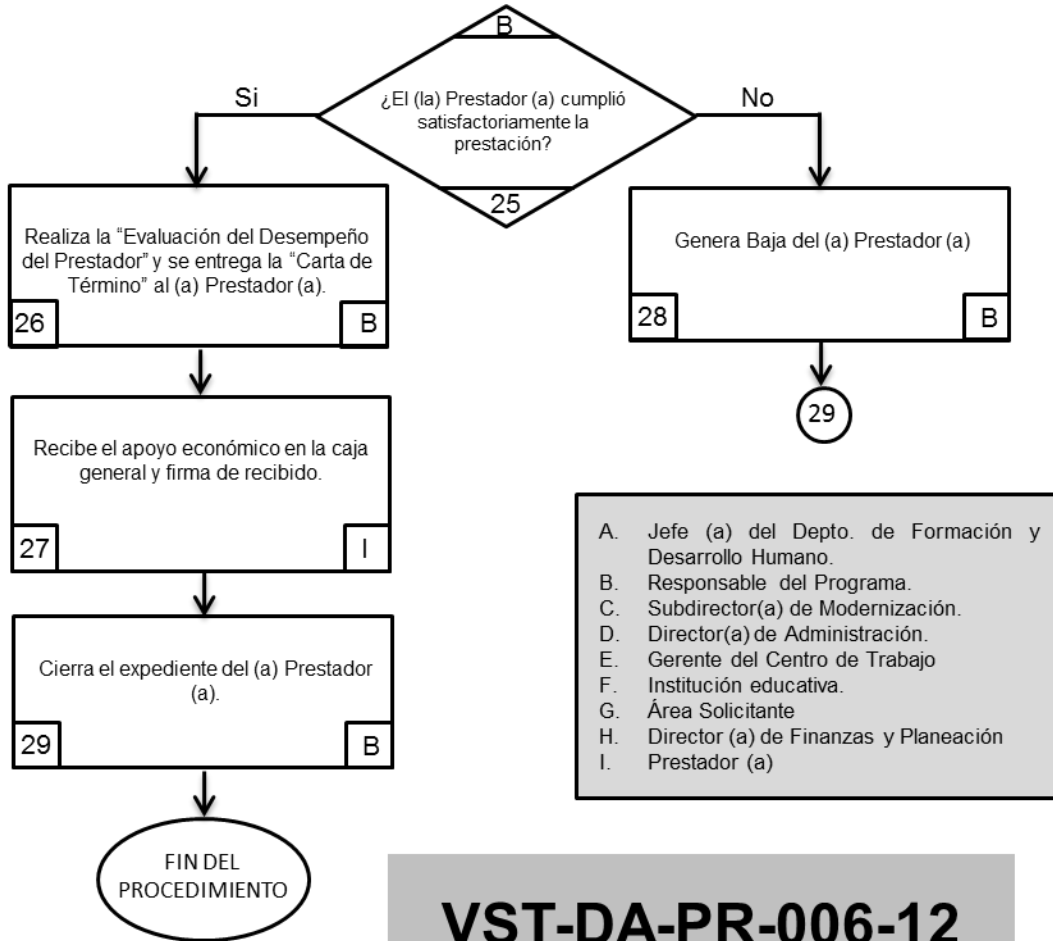 B
¿El (la) Prestador (a) cumplió
satisfactoriamente la
prestación?
25
Si
No
Realiza la “Evaluación del Desempeño
del Prestador” y se entrega la “Carta de
Término” al (a) Prestador (a).
26
B
Genera Baja del (a) Prestador (a)
28
B
29
Recibe el apoyo económico en la caja
general y firma de recibido.
27
I
Cierra el expediente del (a) Prestador
(a).
29
B
FIN DEL
PROCEDIMIENTO
A. Jefe (a) del Depto. de Formación y
Desarrollo Humano.
B. Responsable del Programa.
C. Subdirector(a) de Modernización.
D. Director(a) de Administración.
E. Gerente del Centro de Trabajo
F. Institución educativa.
G. Área Solicitante
H. Director (a) de Finanzas y Planeación
I. Prestador (a)
VST-DA-PR-006-12